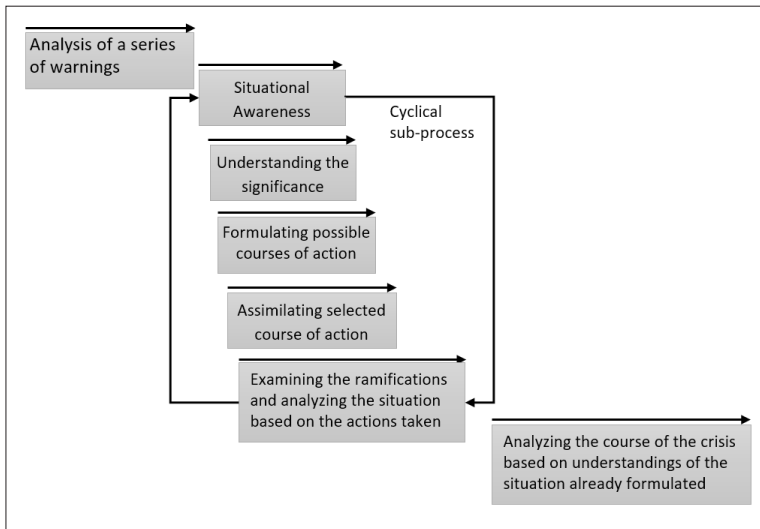 Analysis of a series
of warnings
Situational
Awareness
Cyclical
sub-process
Understanding the
significance
Formulating possible
courses of action
Assimilating selected
course of action
Examining the ramifications
and analyzing the situation
based on the actions taken
Analyzing the course of the crisis
based on understandings of the
situation already formulated